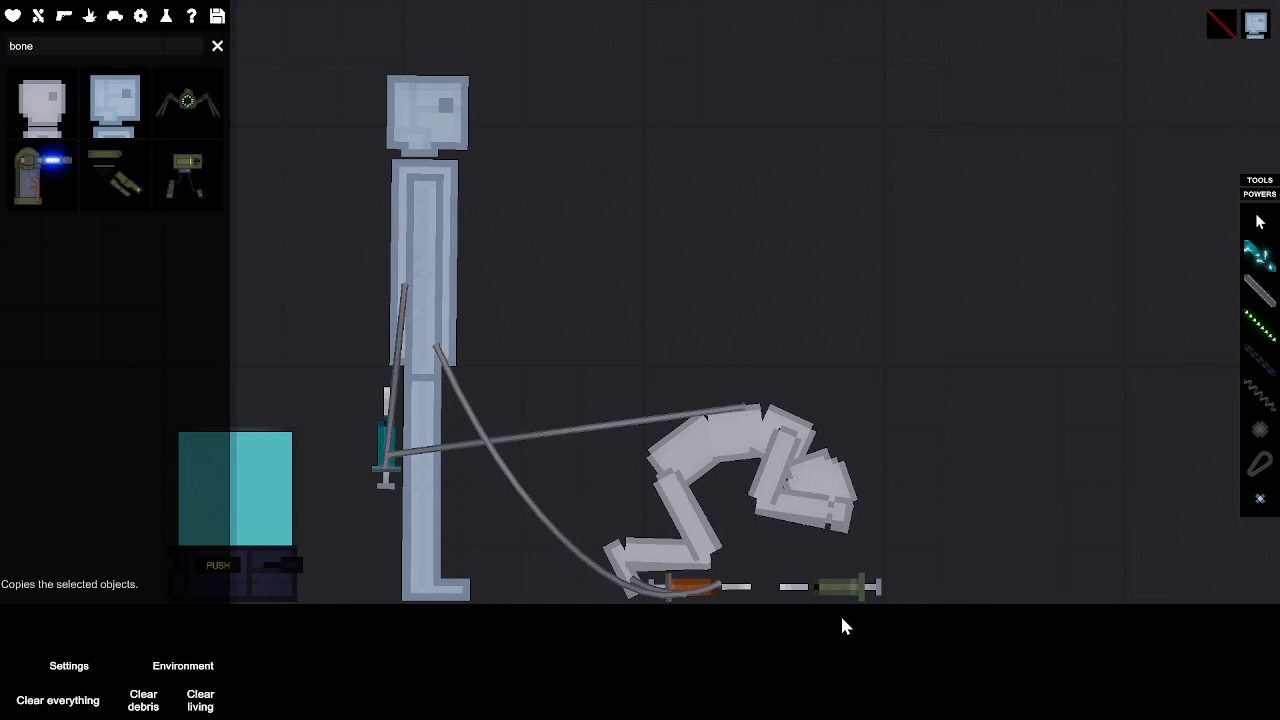 bone
TOOLS
POWERS
PUSH
Copies the selected objects.
Settings
Environment
Clear everything
Clear
debris
Clear
living